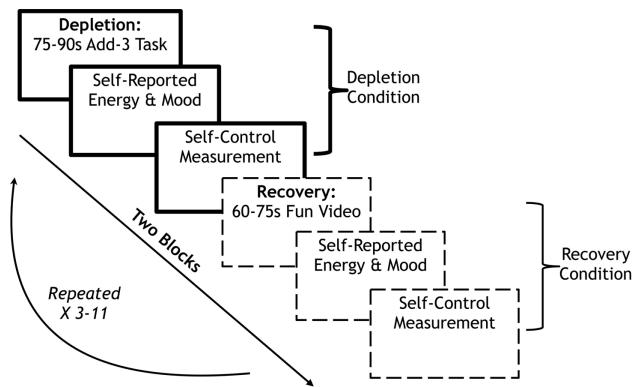 Depletion:
75-90s Add-3 Task
Self-Reported
Energy & Mood
Self-Control
Measurement
Depletion
Condition
Recovery:
60-75s Fun Video
Self-Reported
Energy & Mood
Self-Control
Measurement
Recovery
Condition
Two Blocks
Repeated
X 3-11